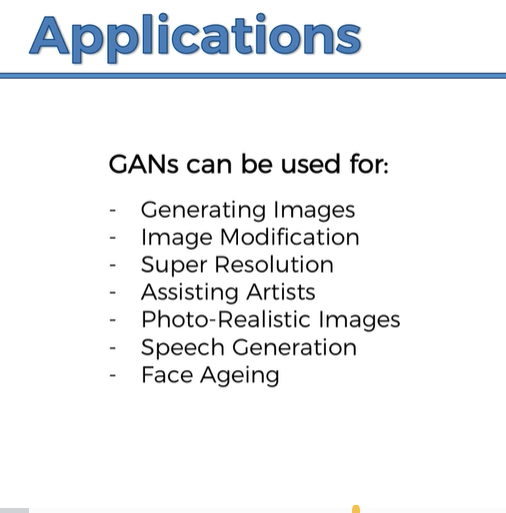 Applications
GANs can be used for:
- Generating Images
- Image Modification
- Super Resolution
- Assisting Artists
- Photo-Realistic Images
- Speech Generation
- Face Ageing